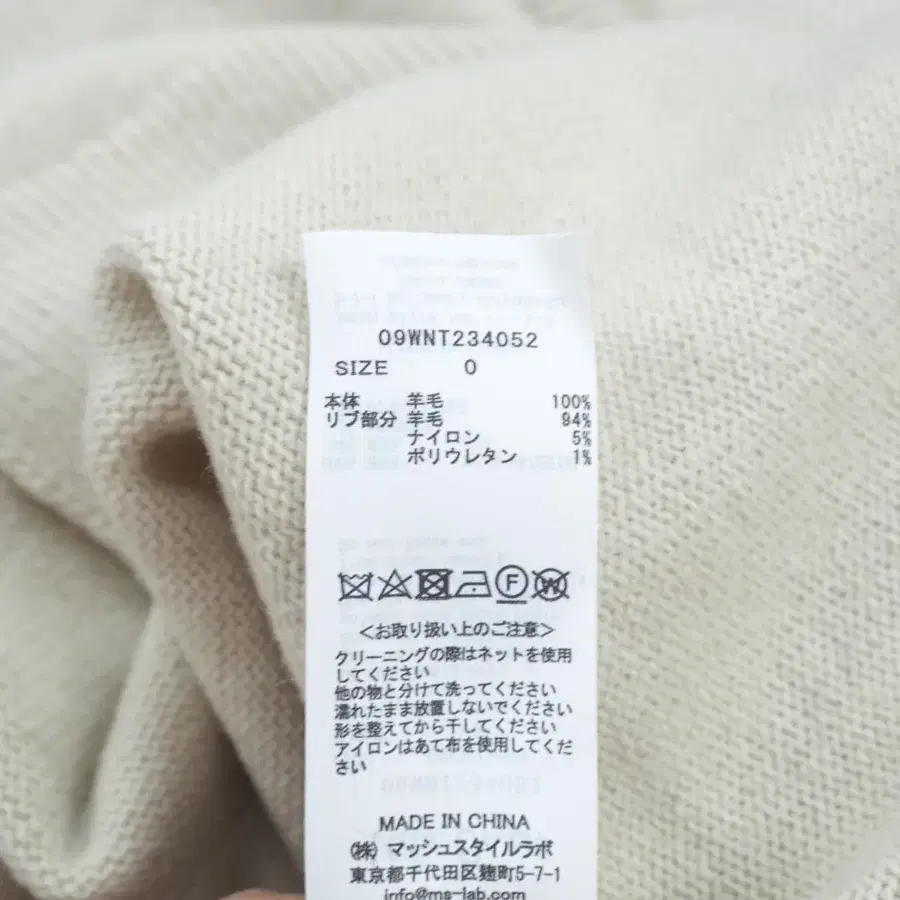 09WNT234052
SIZE 0
本体 羊毛 100%
リブ部分 羊毛 94%
ナイロン 5%
ポリウレタン 1%
F W
<お取り扱い上のご注意>
クリーニングの際はネットを使用
してください
他の物と分けて洗ってください
濡れたまま放置しないでください
形を整えてから干してください
アイロンはあて布を使用してくだ
さい
MADE IN CHINA
(株) マッシュスタイルラボ
東京都千代田区麹町5-7-1
info@ms-lab.com